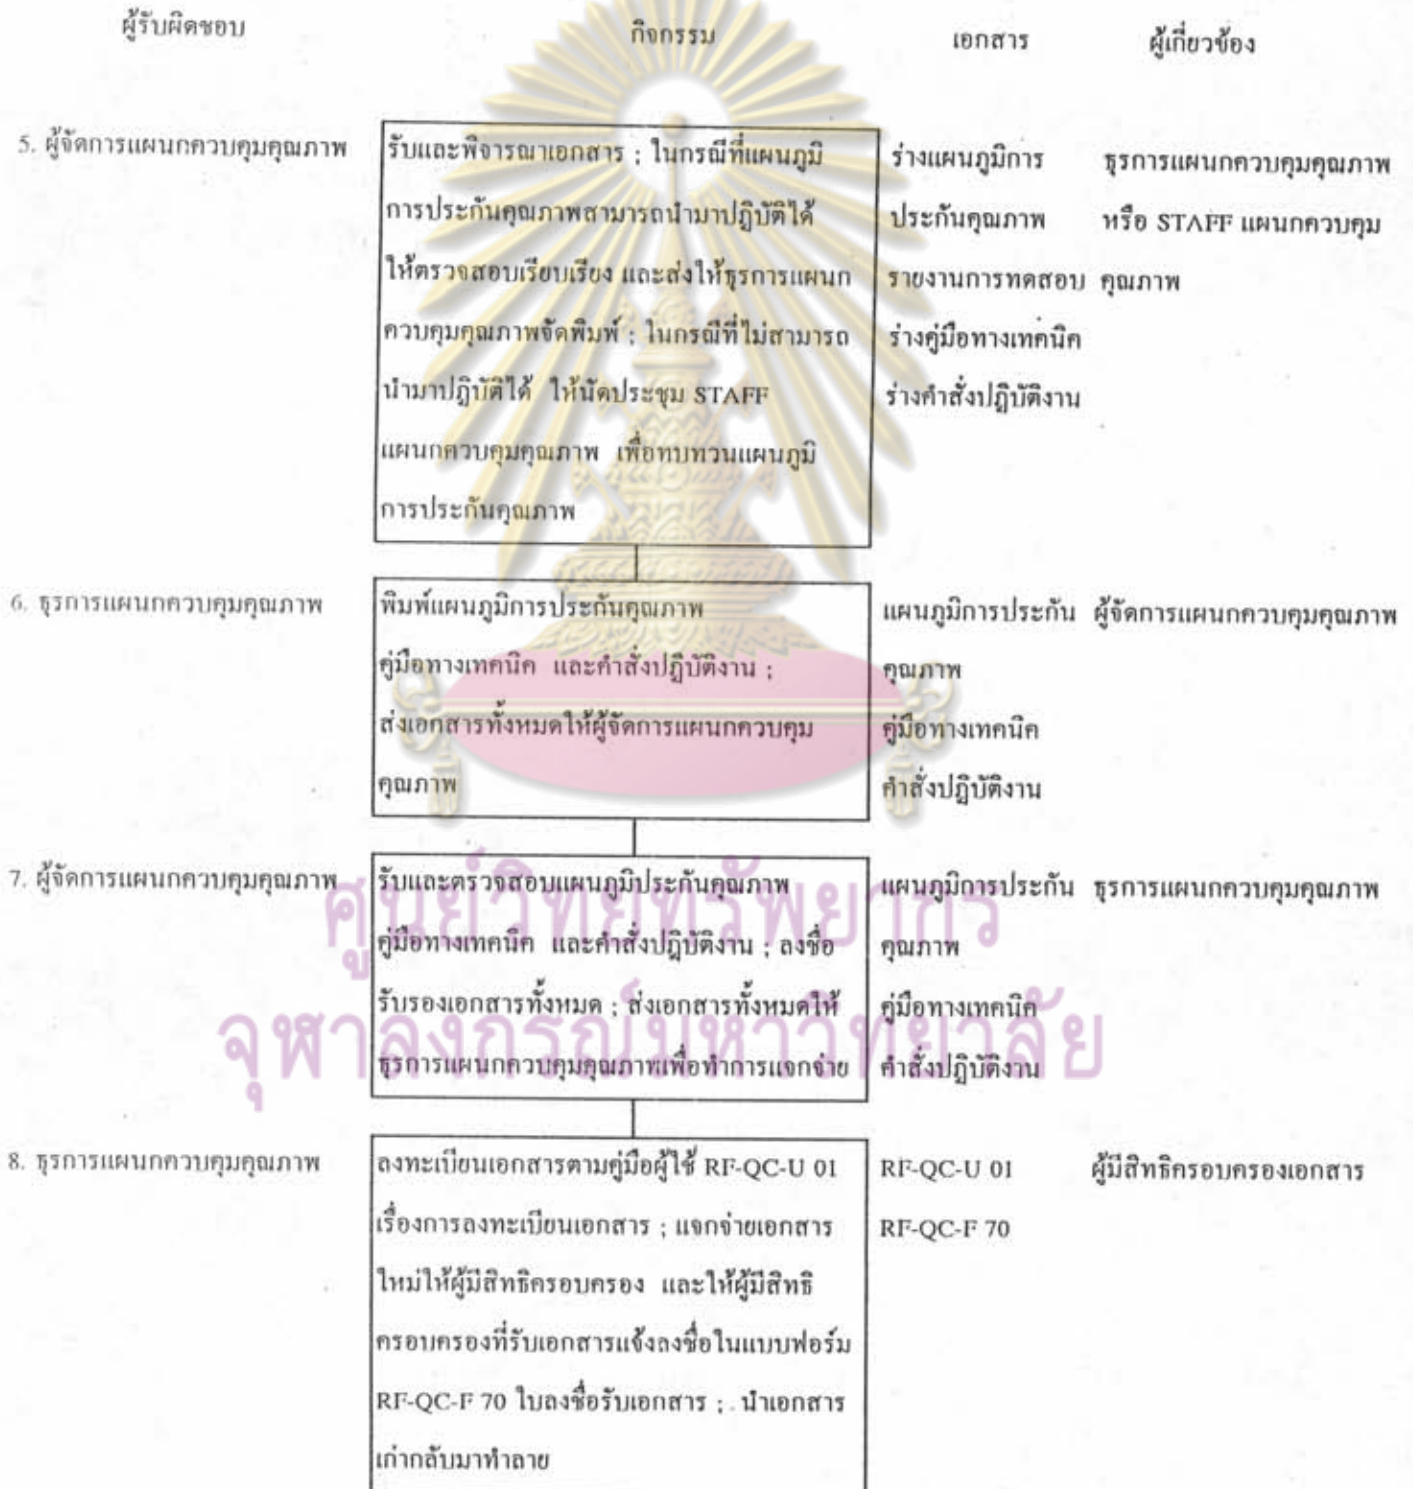 ผู้รับผิดชอบ กิจกรรม เอกสาร ผู้เกี่ยวข้อง
5. ผู้จัดการแผนกควบคุมคุณภาพ รับและพิจารณาเอกสาร ; ในกรณีที่แผนภูมิ ร่างแผนภูมิการ ธุรการแผนกควบคุมคุณภาพ
การประกันคุณภาพสามารถนำมาปฏิบัติได้ ประกันคุณภาพ หรือ STAFF แผนกควบคุม
ให้ตรวจสอบเรียบเรียง และส่งให้ธุรการแผนก รายงานการทดสอบ คุณภาพ
ควบคุมคุณภาพจัดพิมพ์ ; ในกรณีที่ไม่สามารถ ร่างคู่มือทางเทคนิค
นำมาปฏิบัติได้ ให้นัดประชุม STAFF ร่างคำสั่งปฏิบัติงาน
แผนกควบคุมคุณภาพ เพื่อทบทวนแผนภูมิ
การประกันคุณภาพ
6. ธุรการแผนกควบคุมคุณภาพ พิมพ์แผนภูมิการประกันคุณภาพ แผนภูมิการประกัน ผู้จัดการแผนกควบคุมคุณภาพ
คู่มือทางเทคนิค และคำสั่งปฏิบัติงาน ; คุณภาพ
ส่งเอกสารทั้งหมดให้ผู้จัดการแผนกควบคุม คู่มือทางเทคนิค
คุณภาพ คำสั่งปฏิบัติงาน
7. ผู้จัดการแผนกควบคุมคุณภาพ รับและตรวจสอบแผนภูมิประกันคุณภาพ แผนภูมิการประกัน ธุรการแผนกควบคุมคุณภาพ
ศูนย์วิทยทรัพยากร
คู่มือทางเทคนิค และคำสั่งปฏิบัติงาน ; ลงชื่อ คุณภาพ
รับรองเอกสารทั้งหมด ; ส่งเอกสารทั้งหมดให้ คู่มือทางเทคนิค
จุฬาลงกรณ์มหาวิทยาลัย
ธุรการแผนกควบคุมคุณภาพเพื่อทำการแจกจ่าย คำสั่งปฏิบัติงาน
8. ธุรการแผนกควบคุมคุณภาพ ลงทะเบียนเอกสารตามคู่มือผู้ใช้ RF-QC-U 01 RF-QC-U 01 ผู้มีสิทธิครอบครองเอกสาร
เรื่องการลงทะเบียนเอกสาร ; แจกจ่ายเอกสาร RF-QC-F 70
ใหม่ให้ผู้มีสิทธิครอบครอง และให้ผู้มีสิทธิ
ครอบครองที่รับเอกสารแจ้งลงชื่อในแบบฟอร์ม
RF-QC-F 70 ใบลงชื่อรับเอกสาร ; นำเอกสาร
เก่ากลับมาทำลาย